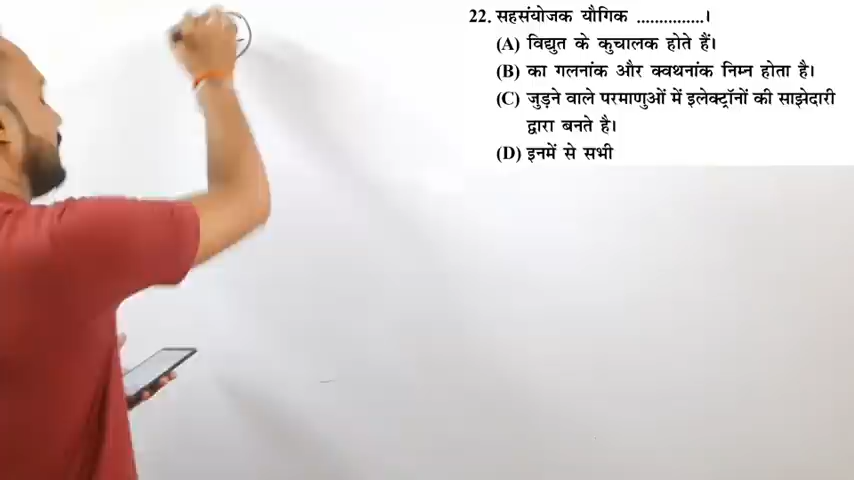 22. सहसंयोजक यौगिक ...............।
(A) विद्युत के कुचालक होते हैं।
(B) का गलनांक और क्वथनांक निम्न होता है।
(C) जुड़ने वाले परमाणुओं में इलेक्ट्रॉनों की साझेदारी
द्वारा बनते है।
(D) इनमें से सभी